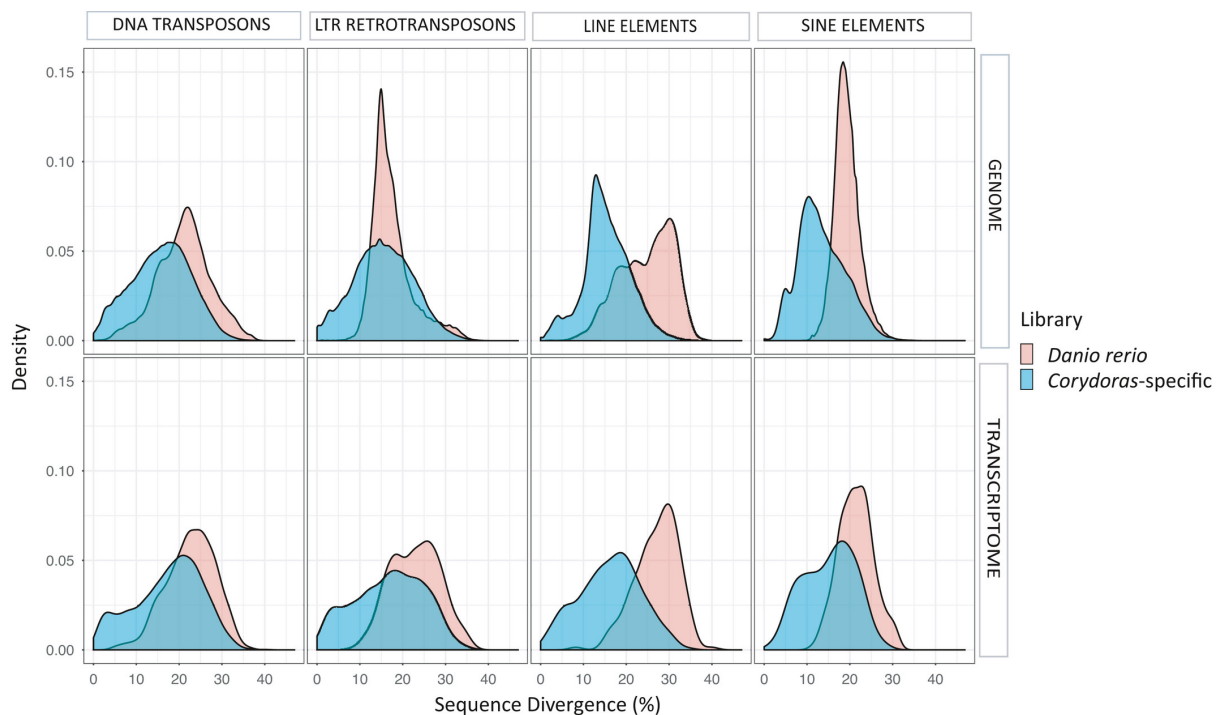 DNA TRANSPOSONS LTR RETROTRANSPOSONS LINE ELEMENTS SINE ELEMENTS
0.15
0.10
0.05
0.00
GENOME
Density
0.15
0.10
0.05
0.00
TRANSCRIPTOME
0 10 20 30 40 0 10 20 30 40 0 10 20 30 40 0 10 20 30 40
Sequence Divergence (%)
Library
Danio rerio
Corydoras-specific